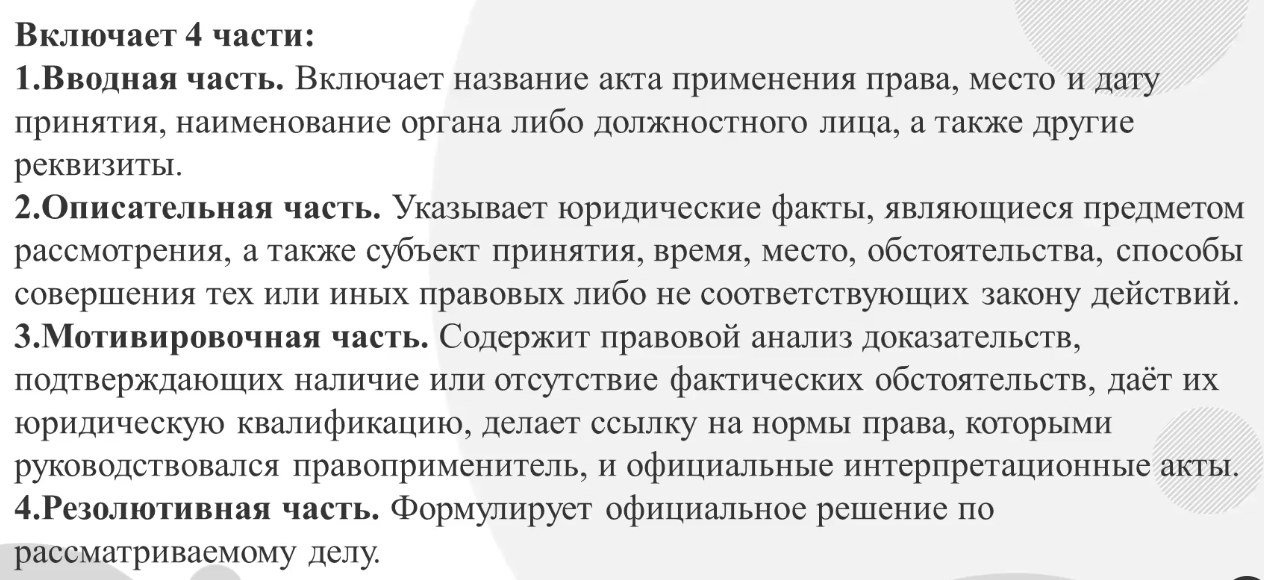 Включает 4 части:
1.Вводная часть. Включает название акта применения права, место и дату
принятия, наименование органа либо должностного лица, а также другие
реквизиты.
2.Описательная часть. Указывает юридические факты, являющиеся предметом
рассмотрения, а также субъект принятия, время, место, обстоятельства, способы
совершения тех или иных правовых либо не соответствующих закону действий.
3.Мотивировочная часть. Содержит правовой анализ доказательств,
подтверждающих наличие или отсутствие фактических обстоятельств, даёт их
юридическую квалификацию, делает ссылку на нормы права, которыми
руководствовался правоприменитель, и официальные интерпретационные акты.
4.Резолютивная часть. Формулирует официальное решение по
рассматриваемому делу.